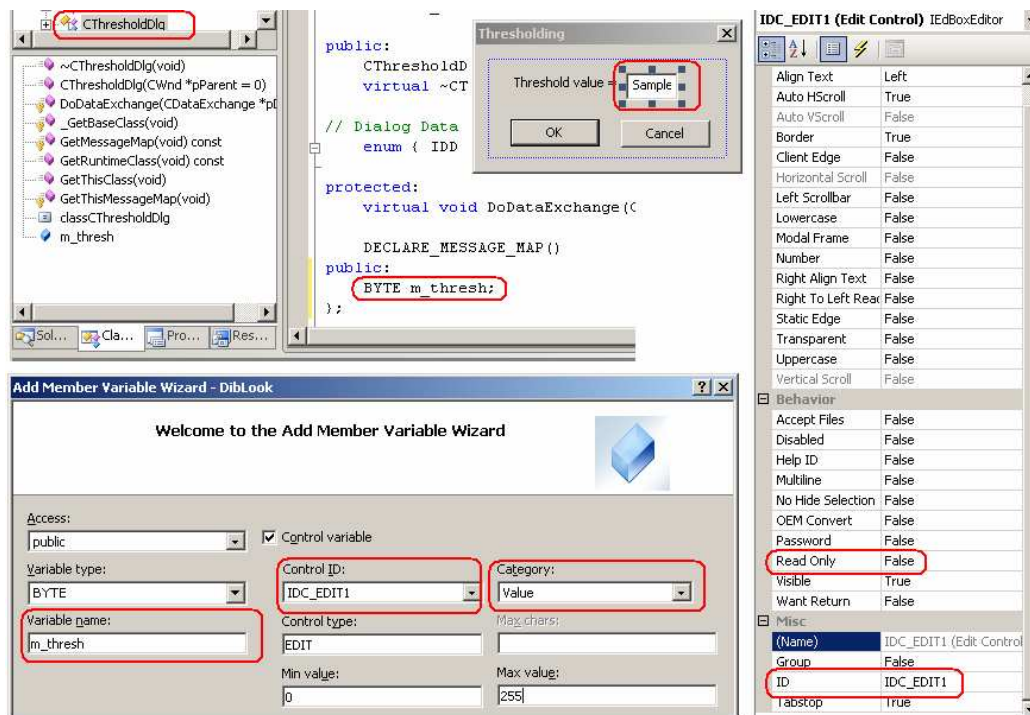 CThresholdDlg
~CThresholdDlg(void)
CThresholdDlg(CWnd *pParent = 0)
DoDataExchange(CDataExchange *pD
_GetBaseClass(void)
GetMessageMap(void) const
GetRuntimeClass(void) const
GetThisClass(void)
GetThisMessageMap(void)
classCThresholdDlg
m_thresh
Sol...
Cla...
Pro...
Res...
public:
CThresholdD
virtual ~CT
// Dialog Data
enum { IDD
protected:
virtual void DoDataExchange(C
DECLARE_MESSAGE_MAP()
public:
BYTE m_thresh;
};
Thresholding
Threshold value =
Sample
OK
Cancel
Add Member Variable Wizard - DibLook
Welcome to the Add Member Variable Wizard
Access:
public
Control variable
Variable type:
BYTE
Control ID:
IDC_EDIT1
Category:
Value
Variable name:
m_thresh
Control type:
EDIT
Max chars:
Min value:
0
Max value:
255
IDC_EDIT1 (Edit Control) IEdBoxEditor
Align Text Left
Auto HScroll True
Auto VScroll False
Border True
Client Edge False
Horizontal Scroll False
Left Scrollbar False
Lowercase False
Modal Frame False
Number False
Right Align Text False
Right To Left Rea False
Static Edge False
Transparent False
Uppercase False
Vertical Scroll False
Behavior
Accept Files False
Disabled False
Help ID False
Multiline False
No Hide Selection False
OEM Convert False
Password False
Read Only False
Visible True
Want Return False
Misc
(Name) IDC_EDIT1 (Edit Control
Group False
ID IDC_EDIT1
Tabstop True